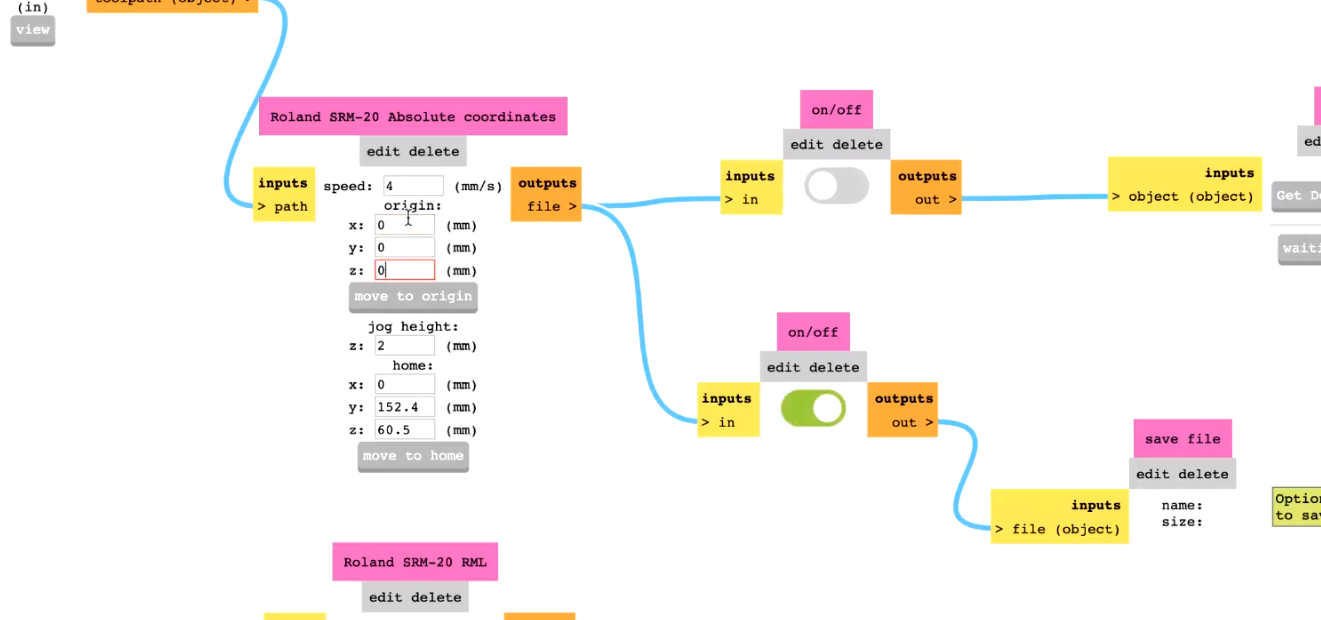 (in)
view
toolpath (object) >
Roland SRM-20 Absolute coordinates
edit delete
inputs
> path
speed: 4 (mm/s)
origin:
x: 0 (mm)
y: 0 (mm)
z: 0 (mm)
move to origin
jog height:
z: 2 (mm)
home:
x: 0 (mm)
y: 152.4 (mm)
z: 60.5 (mm)
move to home
outputs
file >
on/off
edit delete
inputs
> in
outputs
out >
inputs
> object (object)
ed
Get D
waiti
on/off
edit delete
inputs
> in
outputs
out >
save file
edit delete
inputs
> file (object)
name:
size:
Option
to sa
Roland SRM-20 RML
edit delete